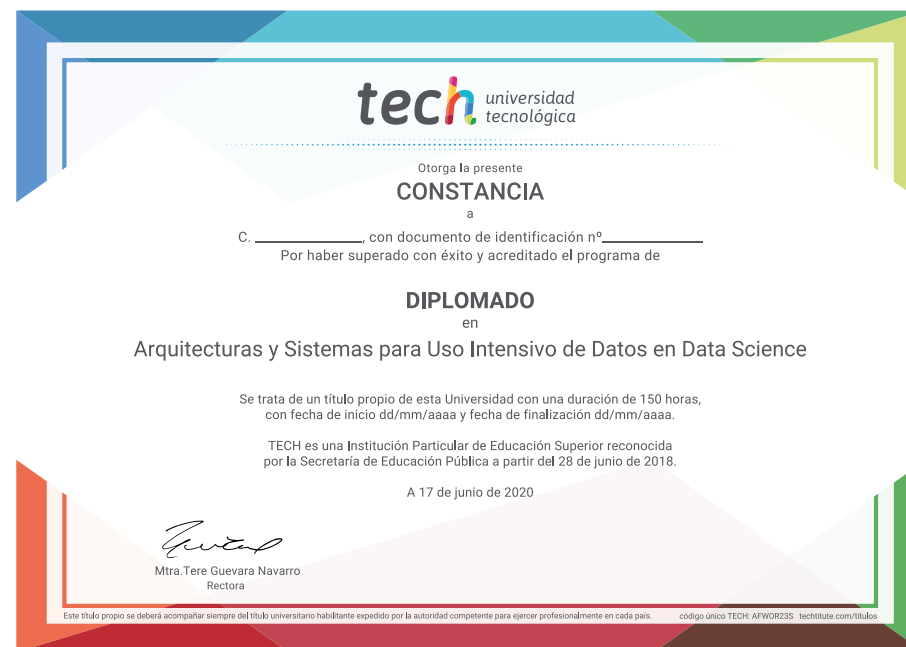 tech universidad
tecnológica
Otorga la presente
CONSTANCIA
a
C. ____________, con documento de identificación nº____________
Por haber superado con éxito y acreditado el programa de
DIPLOMADO
en
Arquitecturas y Sistemas para Uso Intensivo de Datos en Data Science
Se trata de un título propio de esta Universidad con una duración de 150 horas,
con fecha de inicio dd/mm/aaaa y fecha de finalización dd/mm/aaaa.
TECH es una Institución Particular de Educación Superior reconocida
por la Secretaría de Educación Pública a partir del 28 de junio de 2018.
A 17 de junio de 2020
Mtra.Tere Guevara Navarro
Rectora
Este título propio se deberá acompañar siempre del título universitario habilitante expedido por la autoridad competente para ejercer profesionalmente en cada país. código único TECH: AFWOR23S techtitute.com/titulos